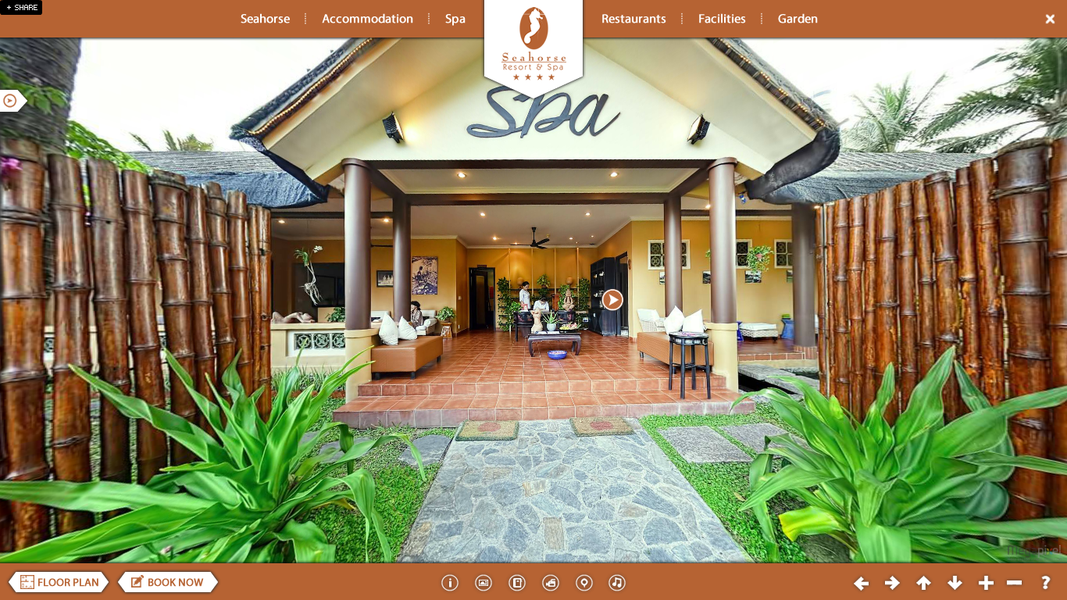 + SHARE
Seahorse
Accommodation
Spa
Seahorse
Resort & Spa
Restaurants
Facilities
Garden
spa
FLOOR PLAN
BOOK NOW
?